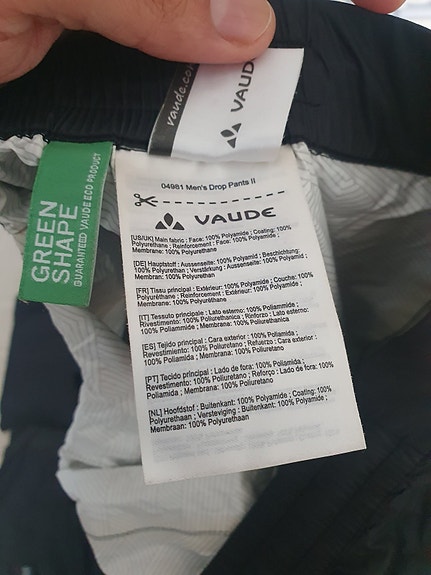 vaude.co
VAUDE
GREEN
SHAPE
GUARANTEED VAUDE ECO PRODUCT
04981 Men's Drop Pants II
VAUDE
[US/UK] Main fabric : Face: 100% Polyamide ; Coating: 100%
Polyurethane ; Reinforcement : Face: 100% Polyamide ;
Membrane: 100% Polyurethan
[DE] Hauptstoff : Aussenseite: 100% Polyamid ; Beschichtung:
100% Polyurethan ; Verstärkung : Aussenseite: 100% Polyamid ;
Membran: 100% Polyurethan
[FR] Tissu principal : Extérieur: 100% Polyamide ; Couche: 100%
Polyuréthane ; Reinforcement : Extérieur: 100% Polyamide ;
Membrane: 100% Polyuréthane
[IT] Tessuto principale : Lato esterno: 100% Poliammide ;
Rivestimento: 100% Poliuretanica ; Rinforzo : Lato esterno:
100% Poliammide ; Membrana: 100% Poliuretanica
[ES] Tejido principal : Cara exterior : 100% Poliamida ;
Revestimiento : 100% Poliuretano ; Refuerzo : Cara exterior :
100% Poliamida ; Membrana: 100% Poliuretano
[PT] Tecido principal : Lado de fora: 100% Poliamida ;
Revestimento: 100% Poliuretano ; Reforço : Lado de fora: 100%
Poliamida ; Membrana: 100% Poliuretano
[NL] Hoofdstof : Buitenkant: 100% Polyamide ; Coating: 100%
Polyurethaan ; Versteviging : Buitenkant: 100% Polyamide ;
Membraan: 100% Polyurethaan